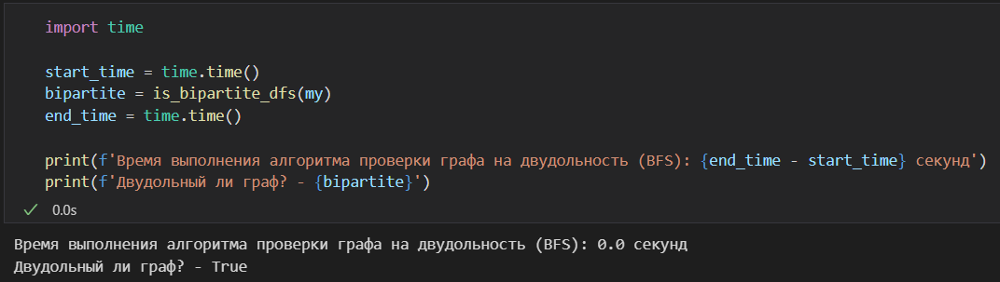 import time
start_time = time.time()
bipartite = is_bipartite_dfs(my)
end_time = time.time()
print(f'Время выполнения алгоритма проверки графа на двудольность (BFS): {end_time - start_time} секунд')
print(f'Двудольный ли граф? - {bipartite}')
0.0s
Время выполнения алгоритма проверки графа на двудольность (BFS): 0.0 секунд
Двудольный ли граф? - True